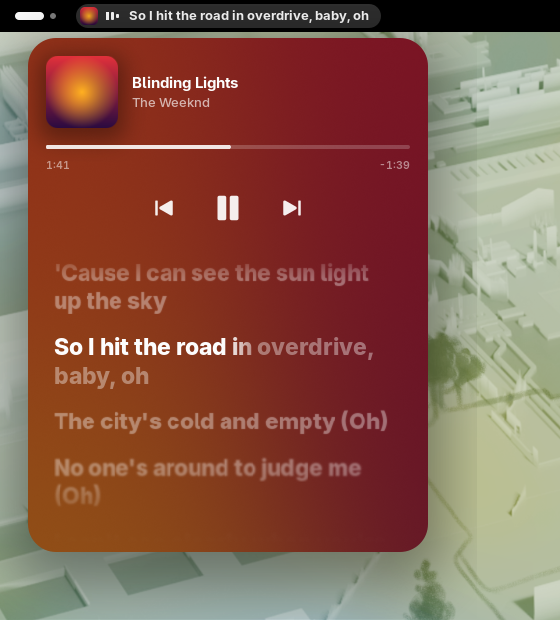 So I hit the road in overdrive, baby, oh
Blinding Lights
The Weeknd
1:41
-1:39
'Cause I can see the sun light
up the sky
So I hit the road in overdrive,
baby, oh
The city's cold and empty (Oh)
No one's around to judge me
(Oh)